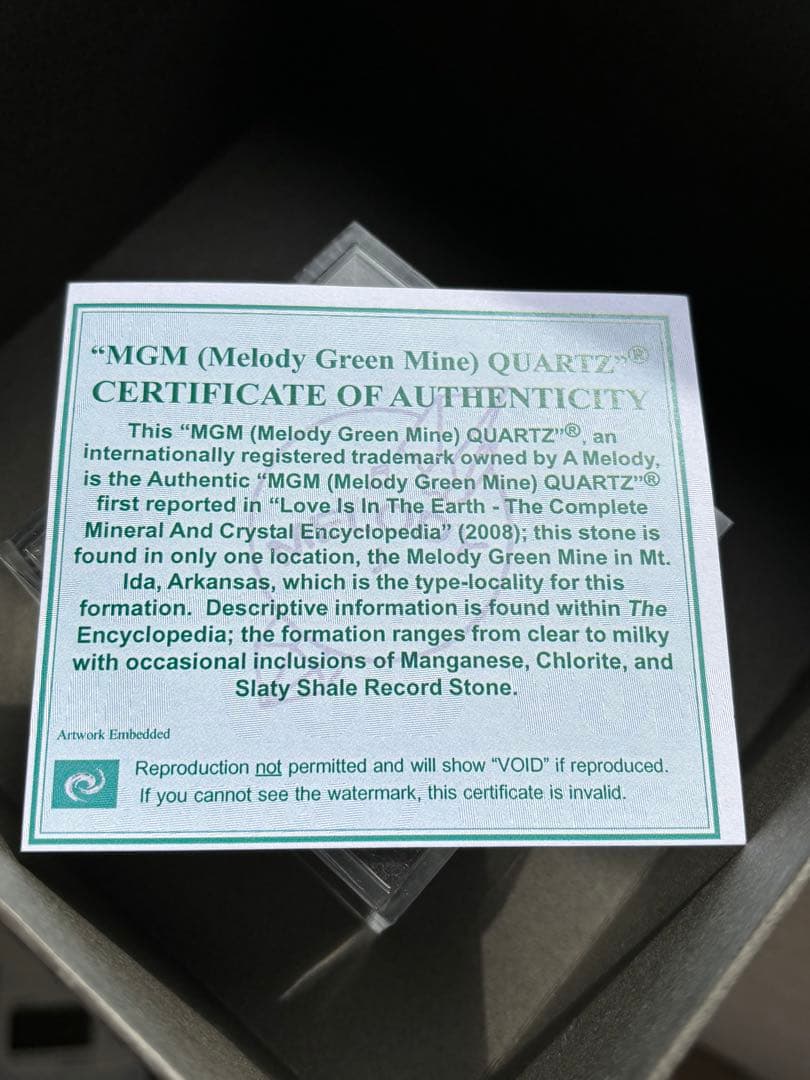 “MGM (Melody Green Mine) QUARTZ”®
CERTIFICATE OF AUTHENTICITY
This “MGM (Melody Green Mine) QUARTZ”®, an
internationally registered trademark owned by A Melody,
is the Authentic “MGM (Melody Green Mine) QUARTZ”®
first reported in “Love Is In The Earth - The Complete
Mineral And Crystal Encyclopedia” (2008); this stone is
found in only one location, the Melody Green Mine in Mt.
Ida, Arkansas, which is the type-locality for this
formation. Descriptive information is found within The
Encyclopedia; the formation ranges from clear to milky
with occasional inclusions of Manganese, Chlorite, and
Slaty Shale Record Stone.
Artwork Embedded
Reproduction not permitted and will show “VOID” if reproduced.
If you cannot see the watermark, this certificate is invalid.